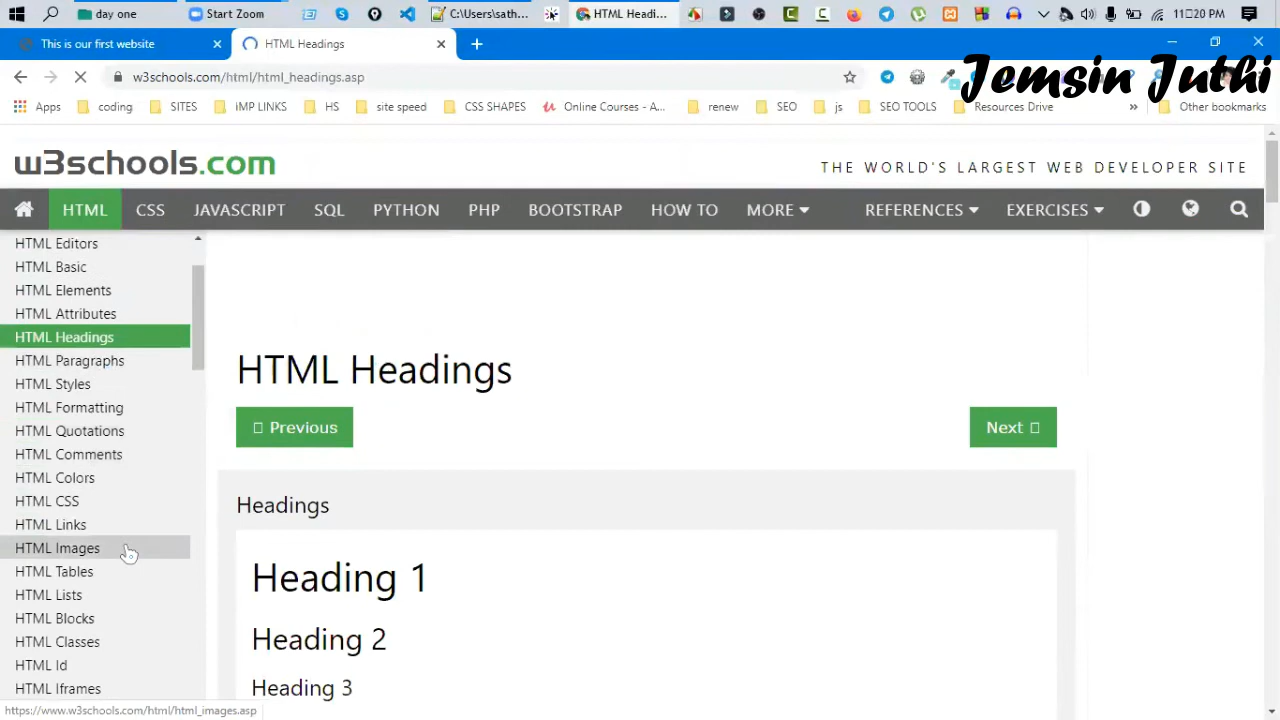 day one
Start Zoom
C:\Users\sath...
HTML Headi...
11:20 PM
This is our first website
HTML Headings
w3schools.com/html/html_headings.asp
Jemsin Juthi
Apps
coding
SITES
IMP LINKS
HS
site speed
CSS SHAPES
Online Courses - A...
renew
SEO
js
SEO TOOLS
Resources Drive
»
Other bookmarks
w3schools.com
THE WORLD'S LARGEST WEB DEVELOPER SITE
HTML
CSS
JAVASCRIPT
SQL
PYTHON
PHP
BOOTSTRAP
HOW TO
MORE
REFERENCES
EXERCISES
HTML Editors
HTML Basic
HTML Elements
HTML Attributes
HTML Headings
HTML Paragraphs
HTML Styles
HTML Formatting
HTML Quotations
HTML Comments
HTML Colors
HTML CSS
HTML Links
HTML Images
HTML Tables
HTML Lists
HTML Blocks
HTML Classes
HTML Id
HTML Iframes
HTML Headings
Previous
Next
Headings
Heading 1
Heading 2
Heading 3
https://www.w3schools.com/html/html_images.asp